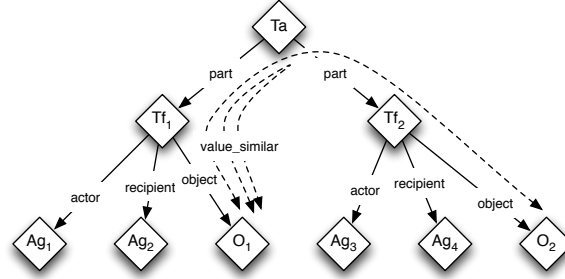 Ta
part
part
Tf₁
Tf₂
value_similar
actor
recipient
object
actor
recipient
object
Ag₁
Ag₂
O₁
Ag₃
Ag₄
O₂